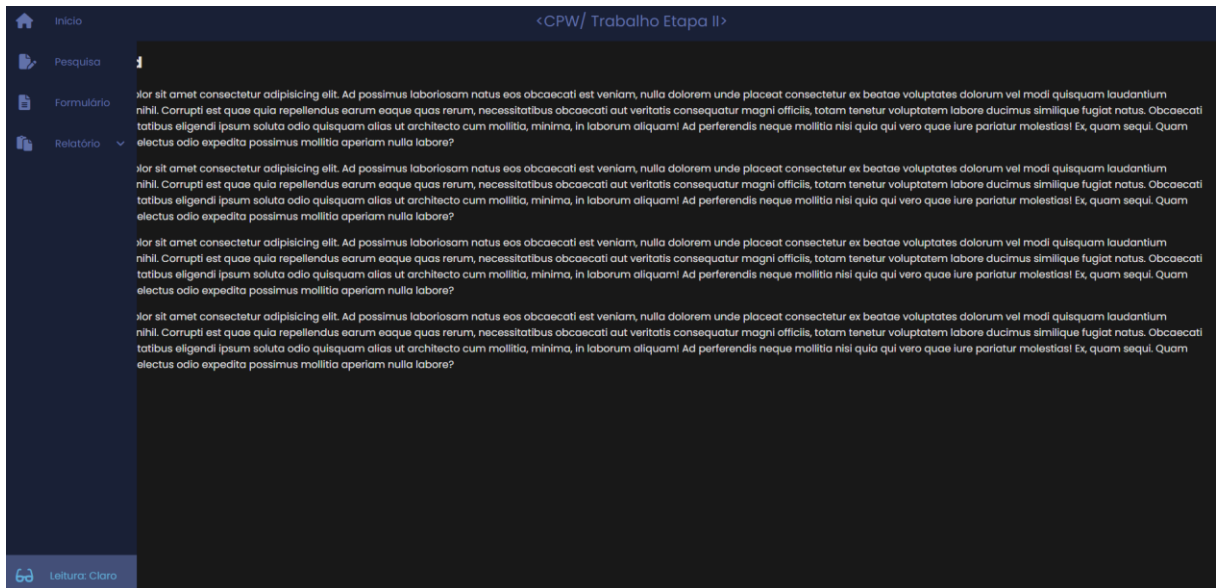 Início
<CPW/ Trabalho Etapa II>
Pesquisa
Formulário
Relatório
sit amet consectetur adipisicing elit. Ad possimus laboriosam natus eos obcaecati est veniam, nulla dolorem unde placeat consectetur ex beatae voluptates dolorum vel modi quisquam laudantium
nihil. Corrupti est quae quia repellendus earum eaque quas rerum, necessitatibus obcaecati aut veritatis consequatur magni officiis, totam tenetur voluptatem labore ducimus similique fugiat natus. Obcaecati
tatibus eligendi ipsum soluta odio quisquam alias ut architecto cum mollitia, minima, in laborum aliquam! Ad perferendis neque mollitia nisi quia qui vero quae iure pariatur molestias! Ex, quam sequi. Quam
electus odio expedita possimus mollitia aperiam nulla labore?
sit amet consectetur adipisicing elit. Ad possimus laboriosam natus eos obcaecati est veniam, nulla dolorem unde placeat consectetur ex beatae voluptates dolorum vel modi quisquam laudantium
nihil. Corrupti est quae quia repellendus earum eaque quas rerum, necessitatibus obcaecati aut veritatis consequatur magni officiis, totam tenetur voluptatem labore ducimus similique fugiat natus. Obcaecati
tatibus eligendi ipsum soluta odio quisquam alias ut architecto cum mollitia, minima, in laborum aliquam! Ad perferendis neque mollitia nisi quia qui vero quae iure pariatur molestias! Ex, quam sequi. Quam
electus odio expedita possimus mollitia aperiam nulla labore?
sit amet consectetur adipisicing elit. Ad possimus laboriosam natus eos obcaecati est veniam, nulla dolorem unde placeat consectetur ex beatae voluptates dolorum vel modi quisquam laudantium
nihil. Corrupti est quae quia repellendus earum eaque quas rerum, necessitatibus obcaecati aut veritatis consequatur magni officiis, totam tenetur voluptatem labore ducimus similique fugiat natus. Obcaecati
tatibus eligendi ipsum soluta odio quisquam alias ut architecto cum mollitia, minima, in laborum aliquam! Ad perferendis neque mollitia nisi quia qui vero quae iure pariatur molestias! Ex, quam sequi. Quam
electus odio expedita possimus mollitia aperiam nulla labore?
sit amet consectetur adipisicing elit. Ad possimus laboriosam natus eos obcaecati est veniam, nulla dolorem unde placeat consectetur ex beatae voluptates dolorum vel modi quisquam laudantium
nihil. Corrupti est quae quia repellendus earum eaque quas rerum, necessitatibus obcaecati aut veritatis consequatur magni officiis, totam tenetur voluptatem labore ducimus similique fugiat natus. Obcaecati
tatibus eligendi ipsum soluta odio quisquam alias ut architecto cum mollitia, minima, in laborum aliquam! Ad perferendis neque mollitia nisi quia qui vero quae iure pariatur molestias! Ex, quam sequi. Quam
electus odio expedita possimus mollitia aperiam nulla labore?
Leitura: Claro